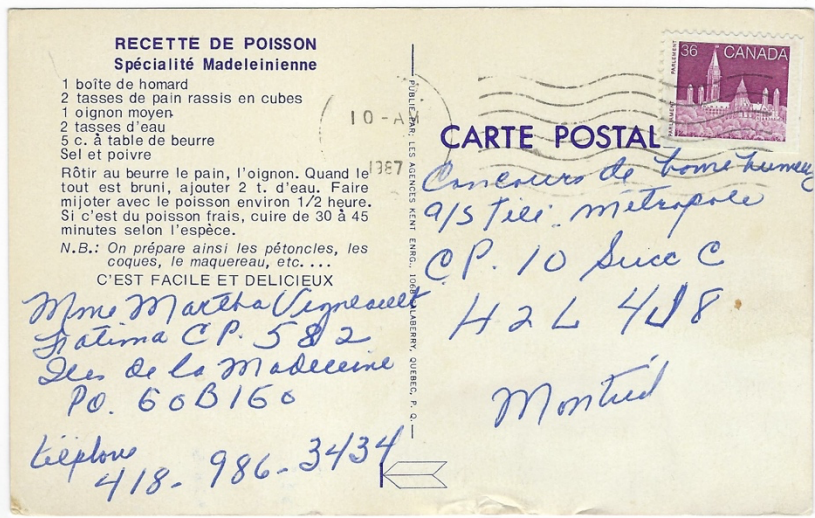 RECETTE DE POISSON
Spécialité Madeleinienne
1 boîte de homard
2 tasses de pain rassis en cubes
1 oignon moyen
2 tasses d'eau
5 c. à table de beurre
Sel et poivre
Rôtir au beurre le pain, l'oignon. Quand le
tout est bruni, ajouter 2 t. d'eau. Faire
mijoter avec le poisson environ 1/2 heure.
Si c'est du poisson frais, cuire de 30 à 45
minutes selon l'espèce.
N.B.: On prépare ainsi les pétoncles, les
coques, le maquereau, etc....
C'EST FACILE ET DELICIEUX
Mme Martha Vigneault
Fatima C P. 582
Iles de la Madeleine
PO. G0B1G0
téléphone
418-986-3434
PUBLIÉ PAR: LES AGENCES KENT ENRG., 1068, LABERRY, QUEBEC, P. Q.
10-AM
1987
PARLEMENT PARLIAMENT
36 CANADA
CARTE POSTAL
Concours de bonne humeur
a/s Télé. métropole
C.P. 10 Succ C
H2L 4J8
Montréal